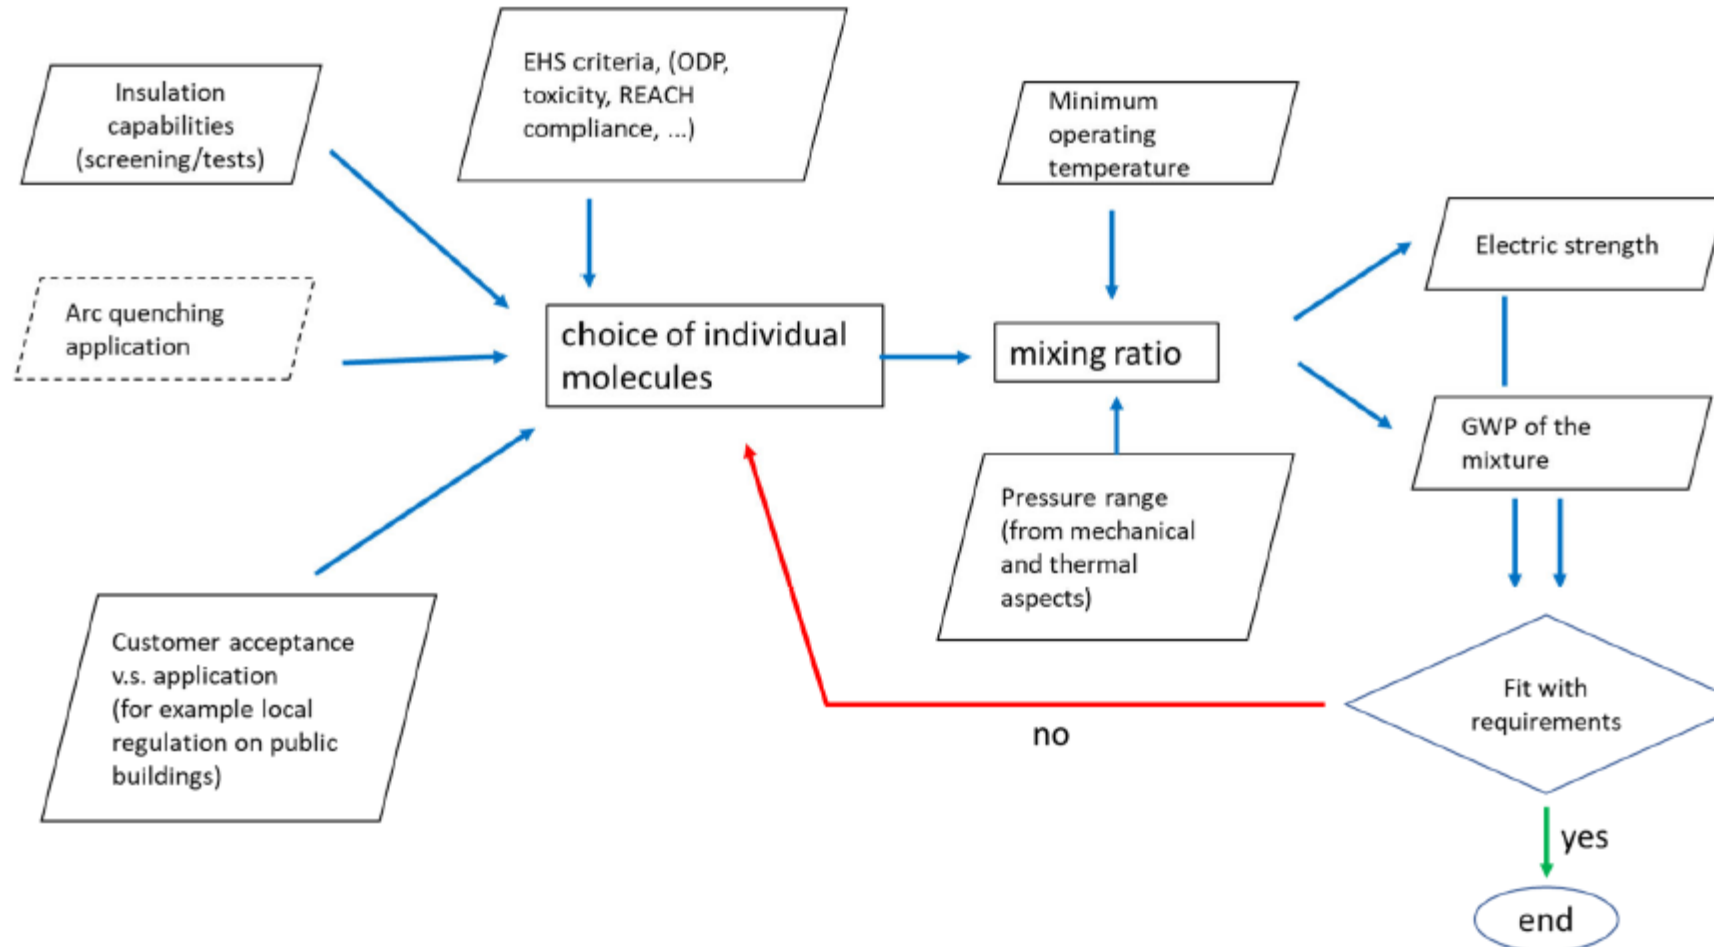 Insulation
capabilities
(screening/tests)
EHS criteria, (ODP,
toxicity, REACH
compliance, ...)
Minimum
operating
temperature
Electric strength
Arc quenching
application
choice of individual
molecules
mixing ratio
GWP of the
mixture
Pressure range
(from mechanical
and thermal
aspects)
Customer acceptance
v.s. application
(for example local
regulation on public
buildings)
Fit with
requirements
no
yes
end